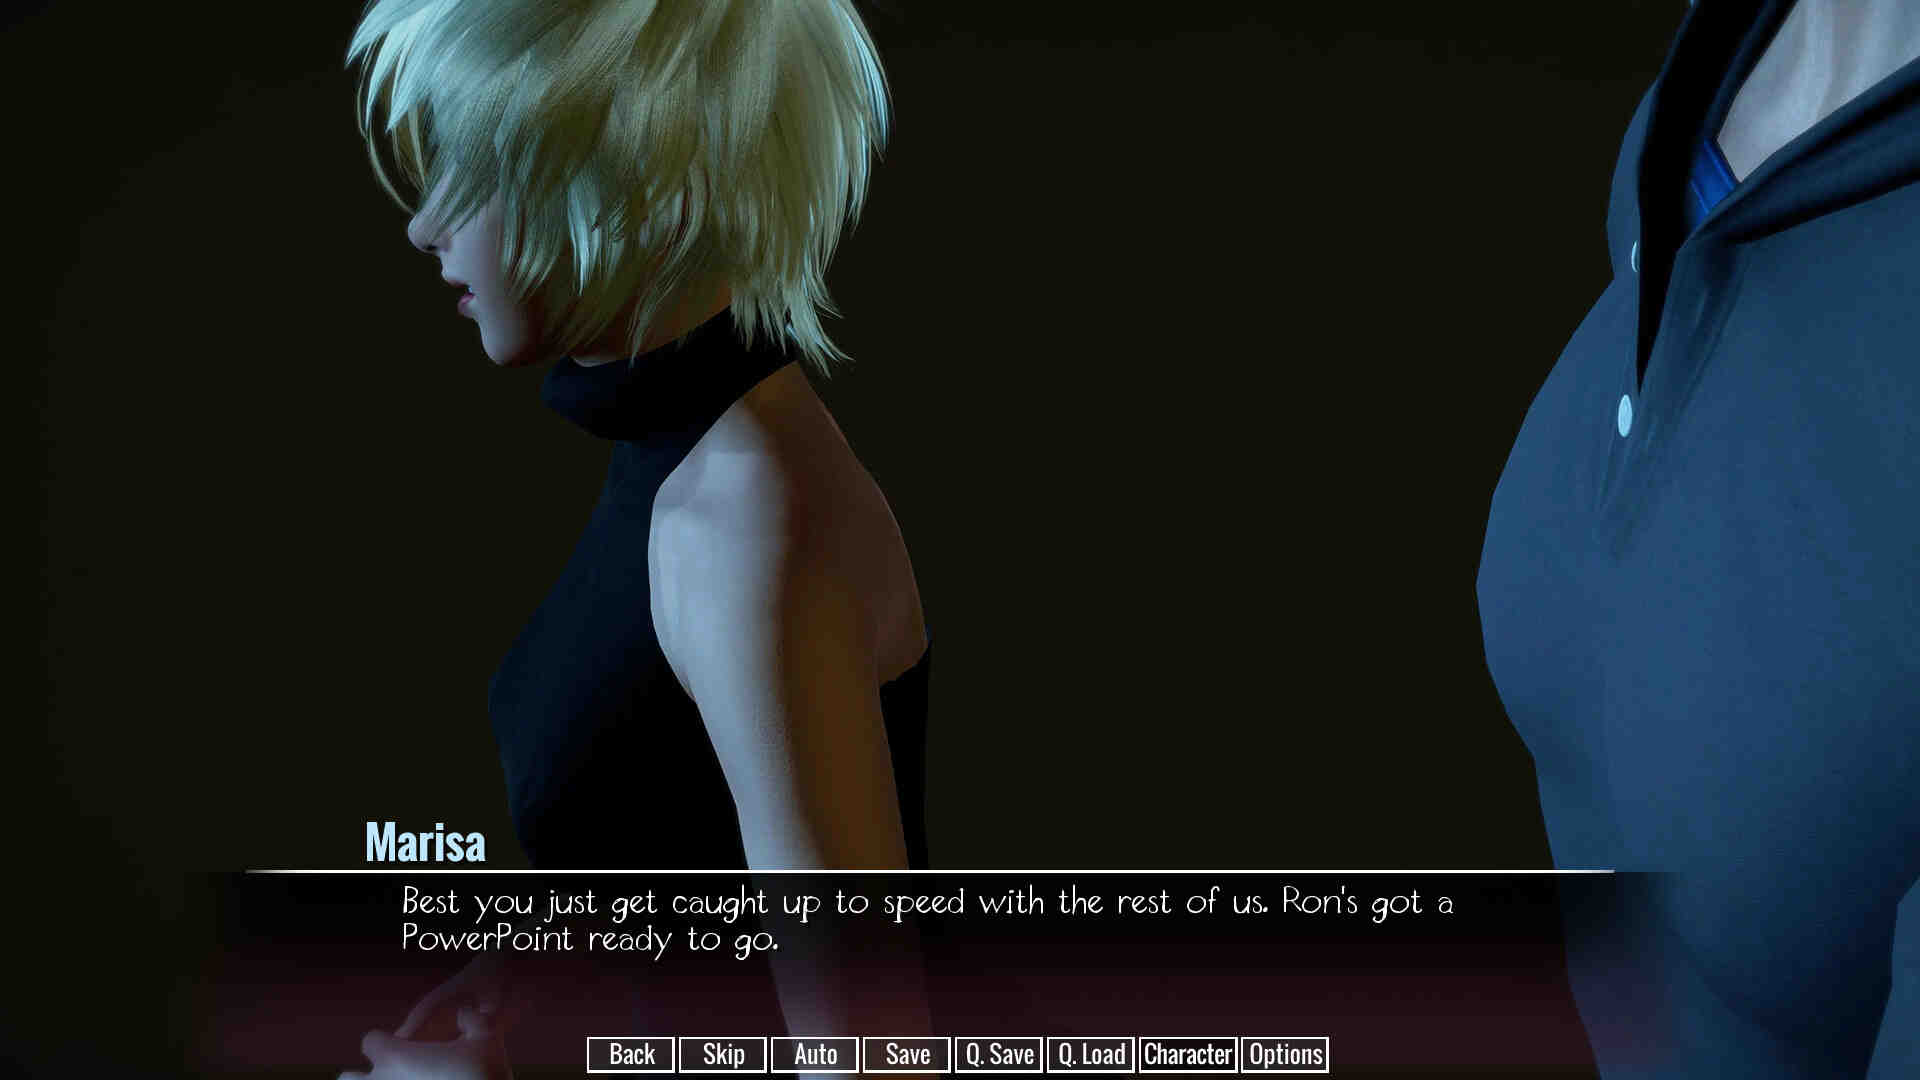 Marisa
Best you just get caught up to speed with the rest of us. Ron's got a
PowerPoint ready to go.
Back Skip Auto Save Q. Save Q. Load Character Options